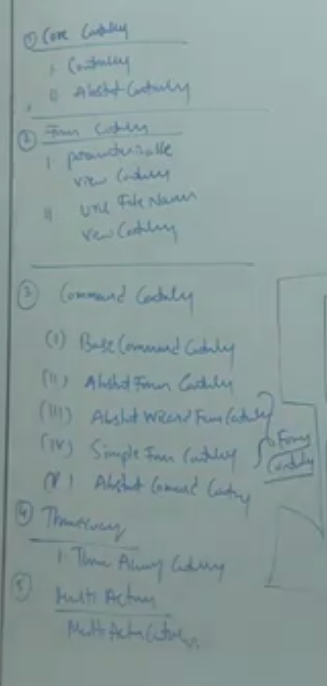 ① Core Controller
i Controller
ii Abstract Controller
②
i parameterizable
view Controller
ii URL File Name
view Controller
③ Command Controller
(I) Base Command Controller
(II) Abstract Form Controller
(III) Abstract Wizard Form Controller
(IV) Simple Form Controller
(V) Abstract Command Controller
Form
Controller
④ Throwaway
i Throw Away Controller
⑤ Multi Action
Multi Action Controller